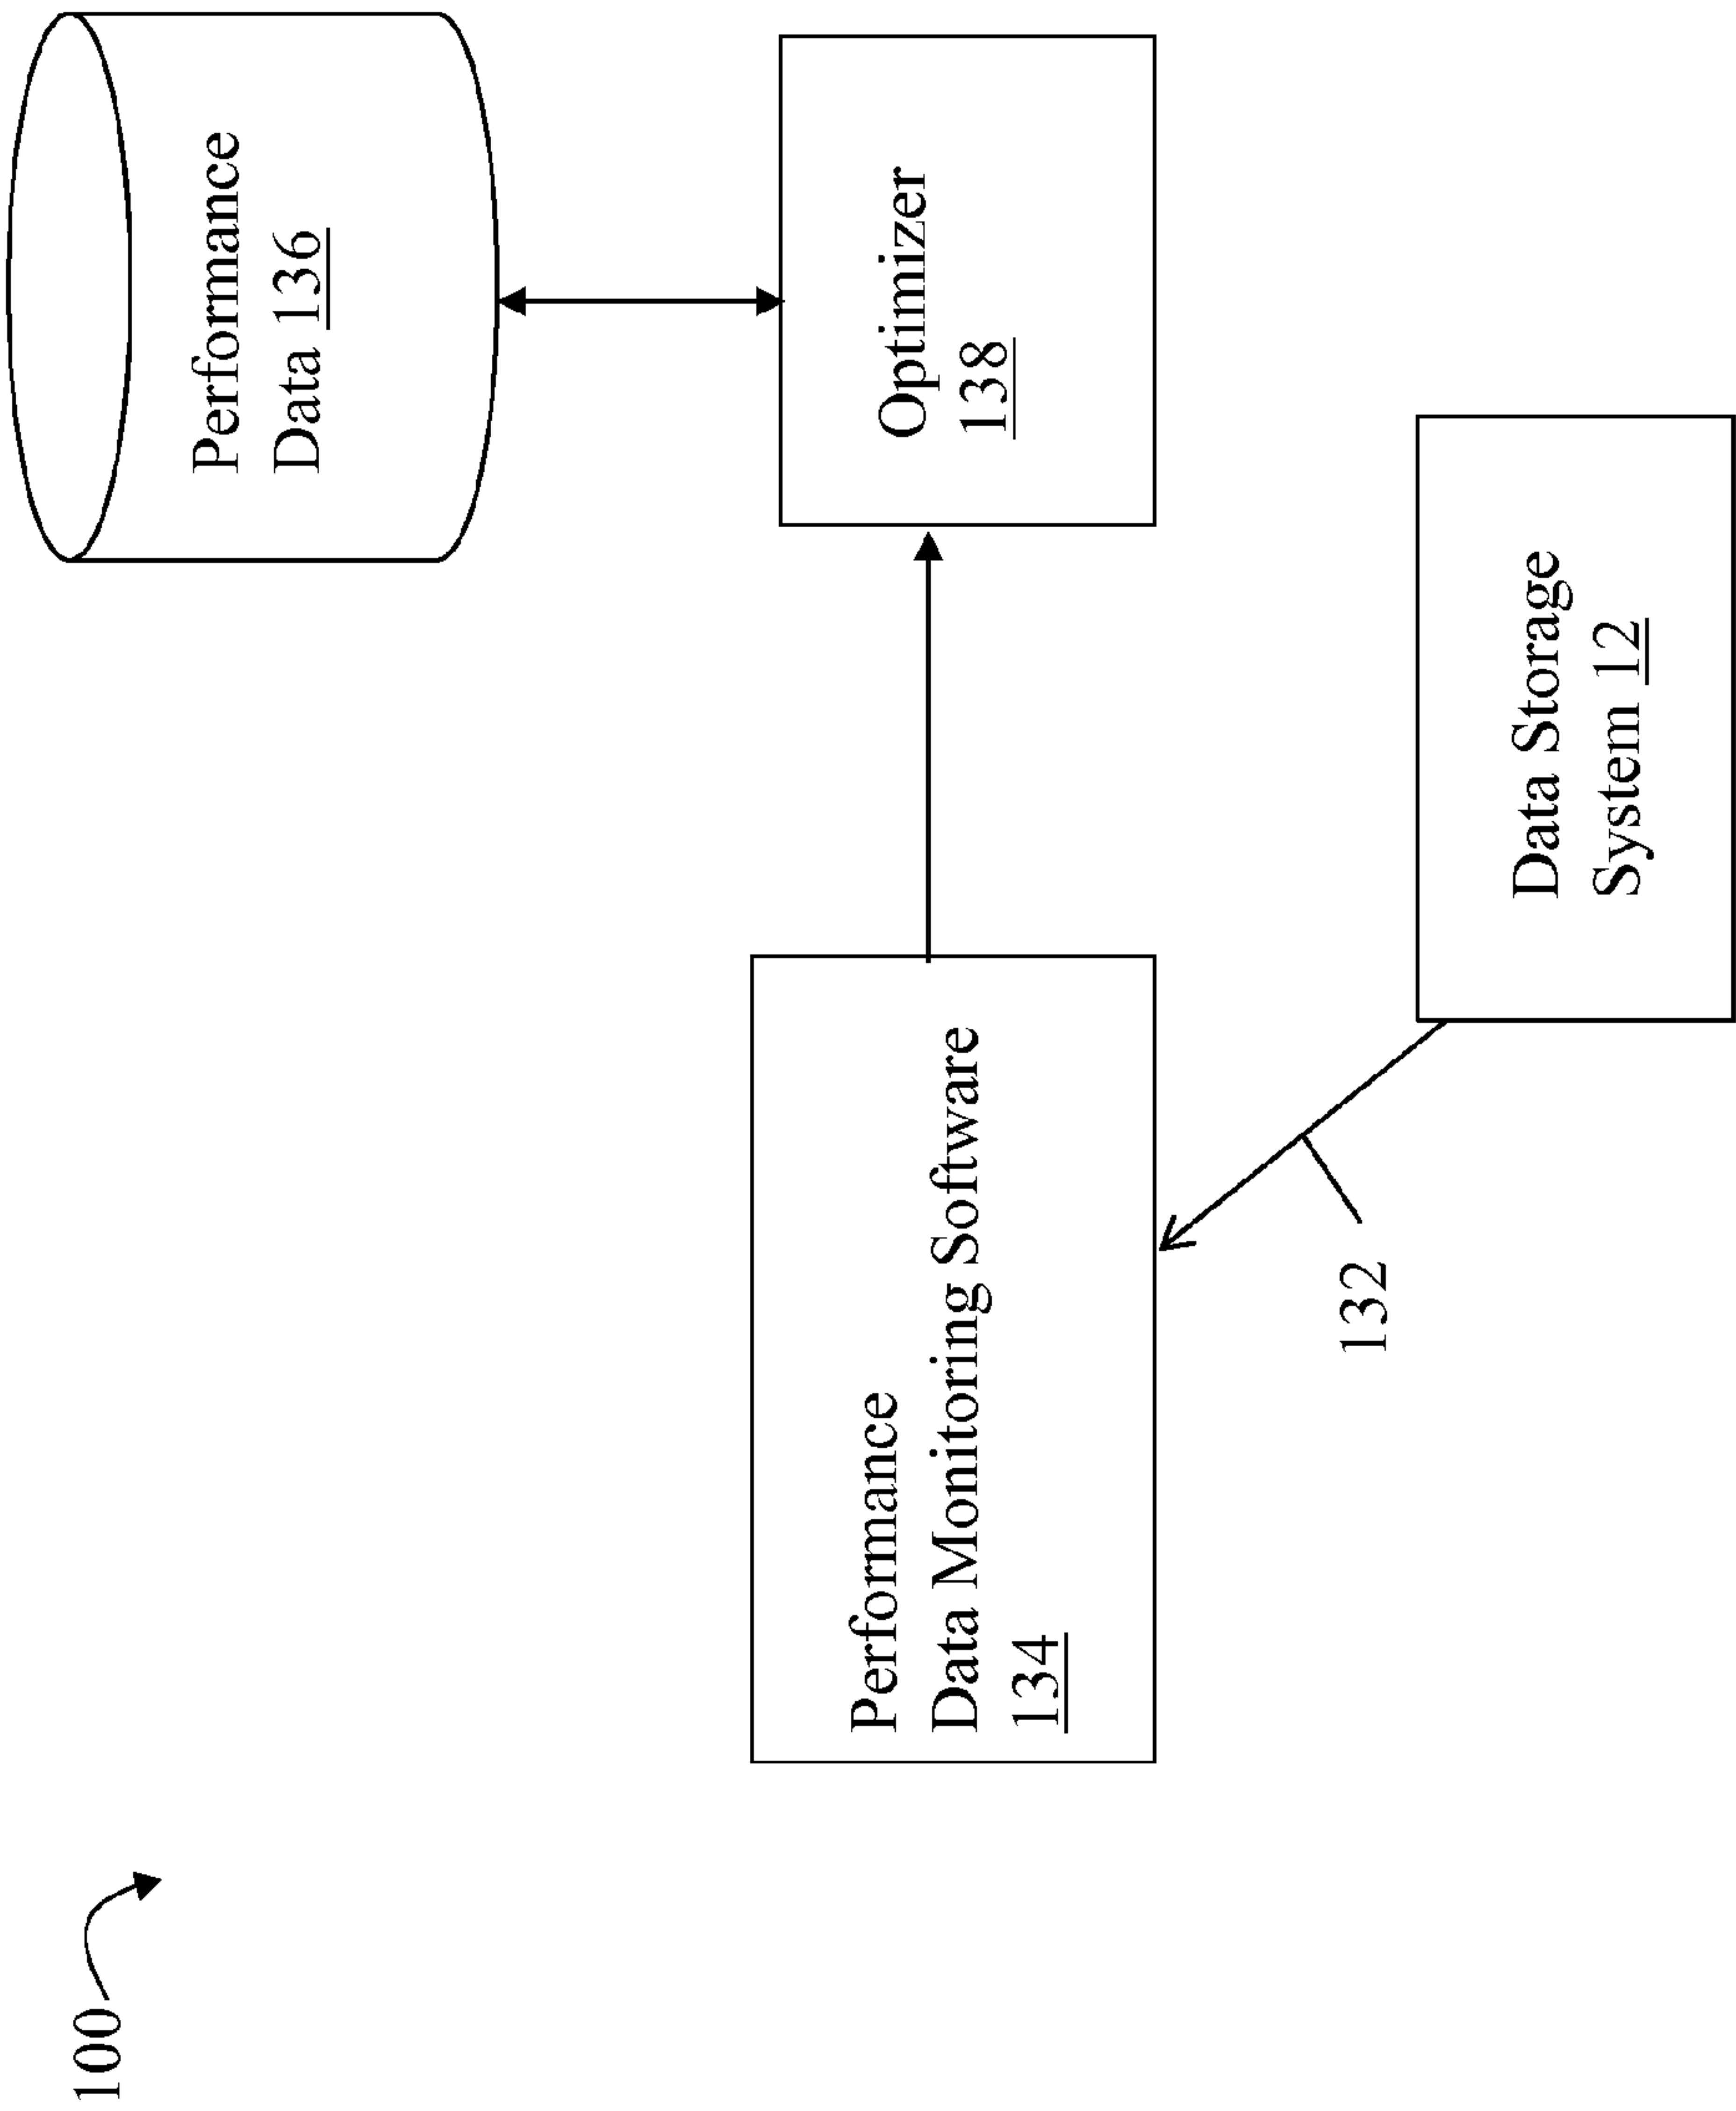 100
Performance
Data 136
Performance
Data Monitoring Software
134
Optimizer
138
132
Data Storage
System 12